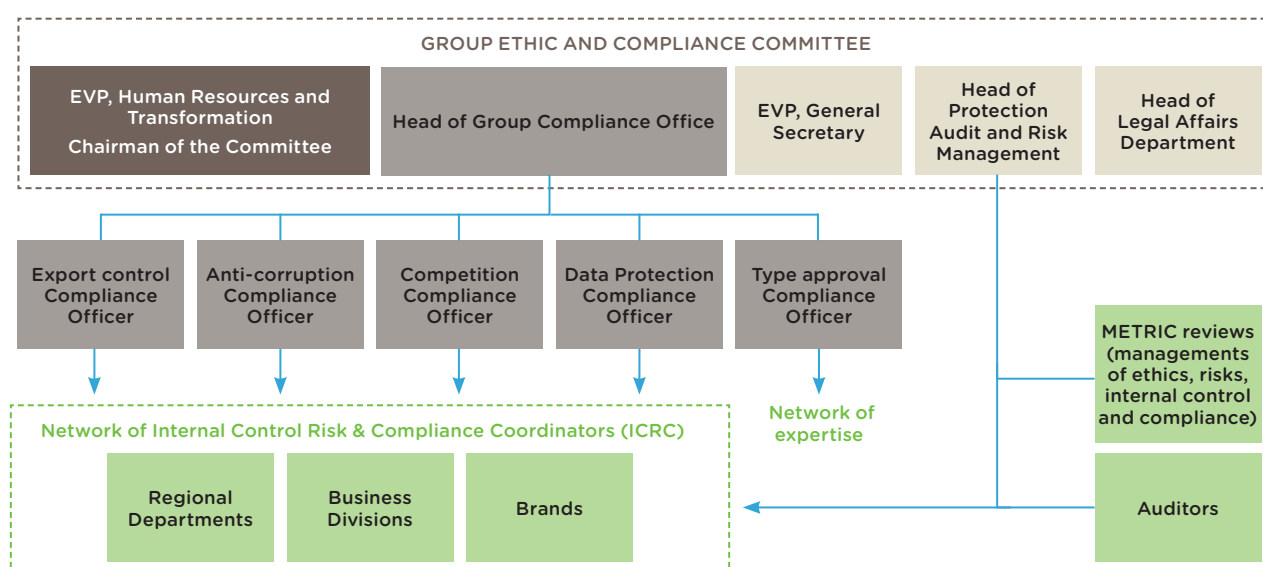 GROUP ETHIC AND COMPLIANCE COMMITTEE
EVP, Human Resources and
Transformation
Chairman of the Committee
Head of Group Compliance Office
EVP, General
Secretary
Head of
Protection
Audit and Risk
Management
Head of
Legal Affairs
Department
Export control
Compliance
Officer
Anti-corruption
Compliance
Officer
Competition
Compliance
Officer
Data Protection
Compliance
Officer
Type approval
Compliance
Officer
METRIC reviews
(managements
of ethics, risks,
internal control
and compliance)
Network of Internal Control Risk & Compliance Coordinators (ICRC)
Network of
expertise
Regional
Departments
Business
Divisions
Brands
Auditors